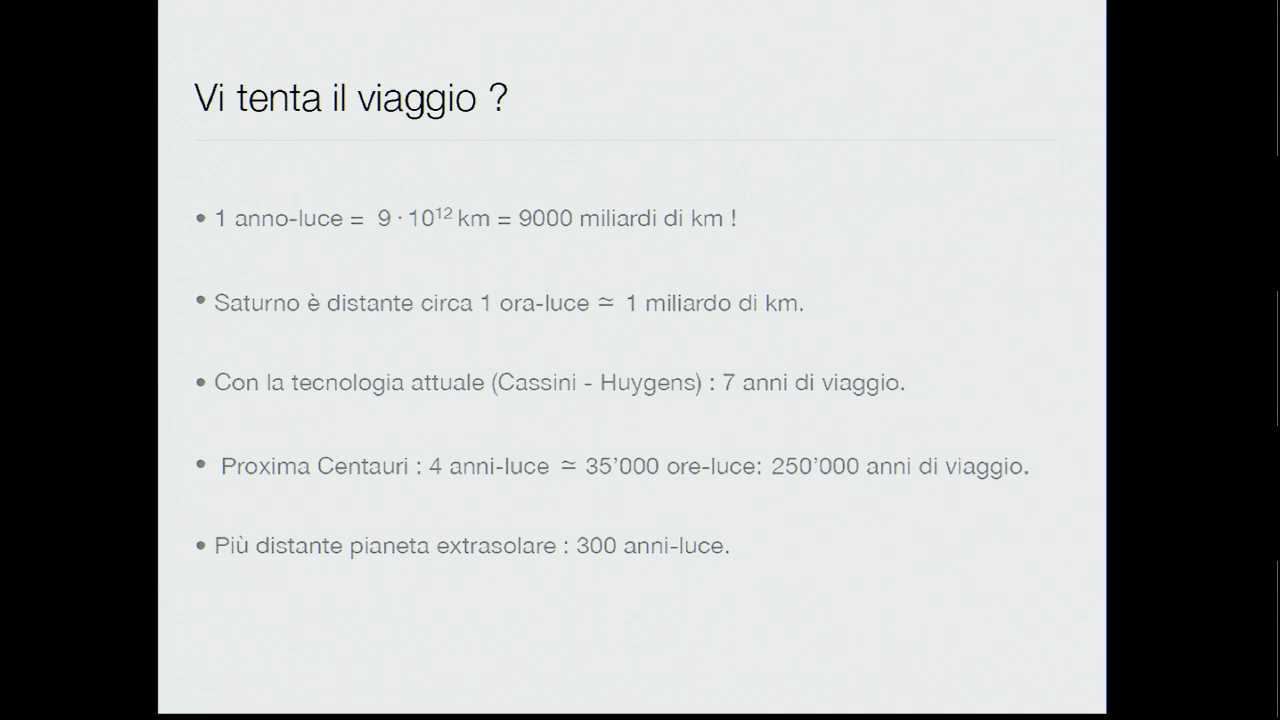 Vi tenta il viaggio ?
• 1 anno-luce = 9 · 10¹² km = 9000 miliardi di km !
• Saturno è distante circa 1 ora-luce ≃ 1 miliardo di km.
• Con la tecnologia attuale (Cassini - Huygens) : 7 anni di viaggio.
• Proxima Centauri : 4 anni-luce ≃ 35’000 ore-luce: 250’000 anni di viaggio.
• Più distante pianeta extrasolare : 300 anni-luce.